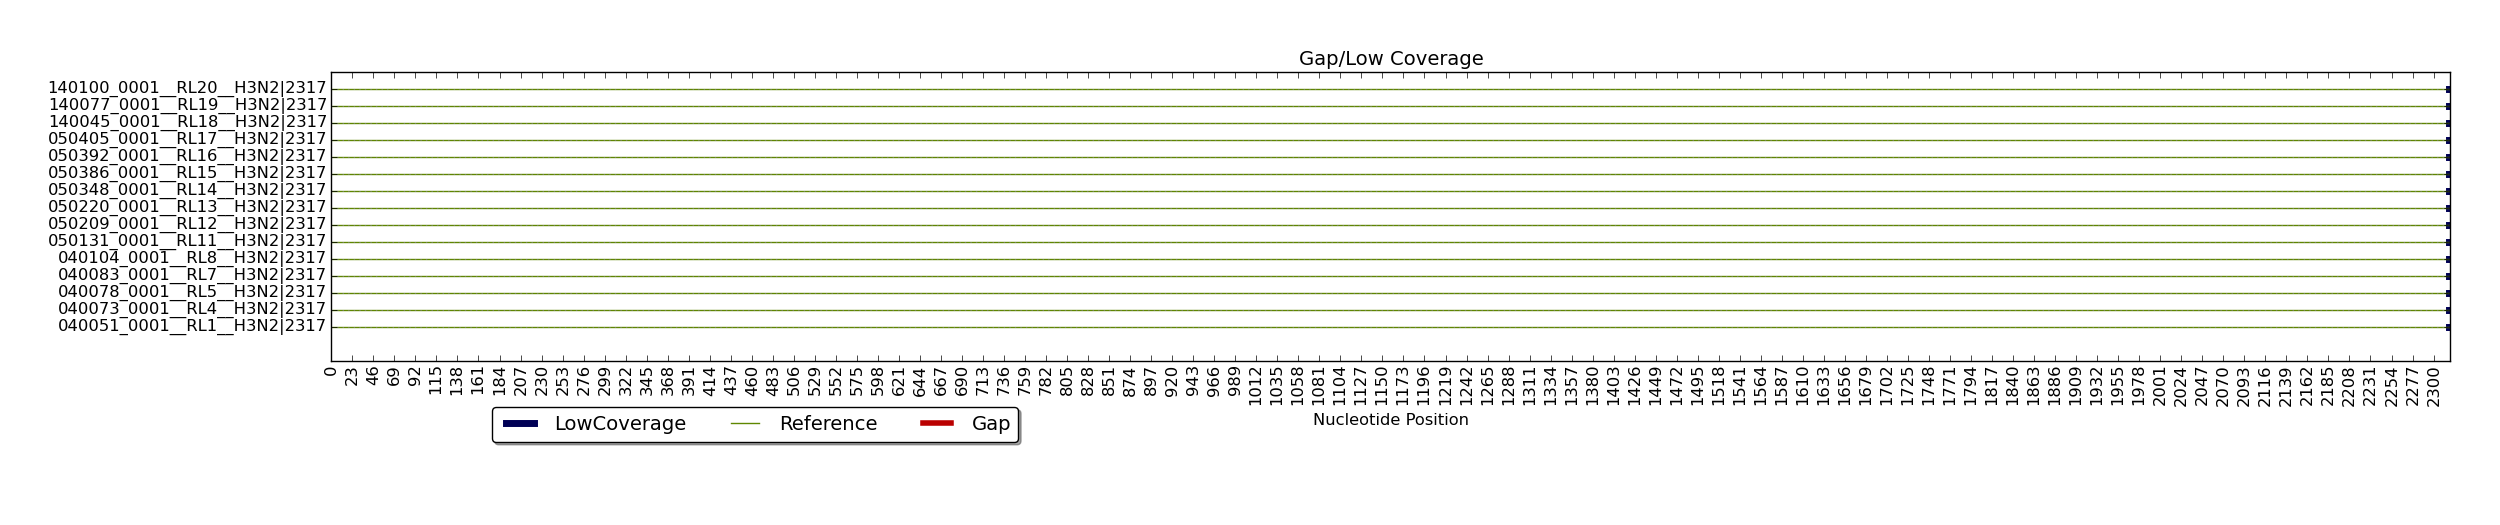 Gap/Low Coverage
140100_0001__RL20__H3N2|2317
140077_0001__RL19__H3N2|2317
140045_0001__RL18__H3N2|2317
050405_0001__RL17__H3N2|2317
050392_0001__RL16__H3N2|2317
050386_0001__RL15__H3N2|2317
050348_0001__RL14__H3N2|2317
050220_0001__RL13__H3N2|2317
050209_0001__RL12__H3N2|2317
050131_0001__RL11__H3N2|2317
040104_0001__RL8__H3N2|2317
040083_0001__RL7__H3N2|2317
040078_0001__RL5__H3N2|2317
040073_0001__RL4__H3N2|2317
040051_0001__RL1__H3N2|2317
0 23 46 69 92 115 138 161 184 207 230 253 276 299 322 345 368 391 414 437 460 483 506 529 552 575 598 621 644 667 690 713 736 759 782 805 828 851 874 897 920 943 966 989 1012 1035 1058 1081 1104 1127 1150 1173 1196 1219 1242 1265 1288 1311 1334 1357 1380 1403 1426 1449 1472 1495 1518 1541 1564 1587 1610 1633 1656 1679 1702 1725 1748 1771 1794 1817 1840 1863 1886 1909 1932 1955 1978 2001 2024 2047 2070 2093 2116 2139 2162 2185 2208 2231 2254 2277 2300
Nucleotide Position
LowCoverage Reference Gap